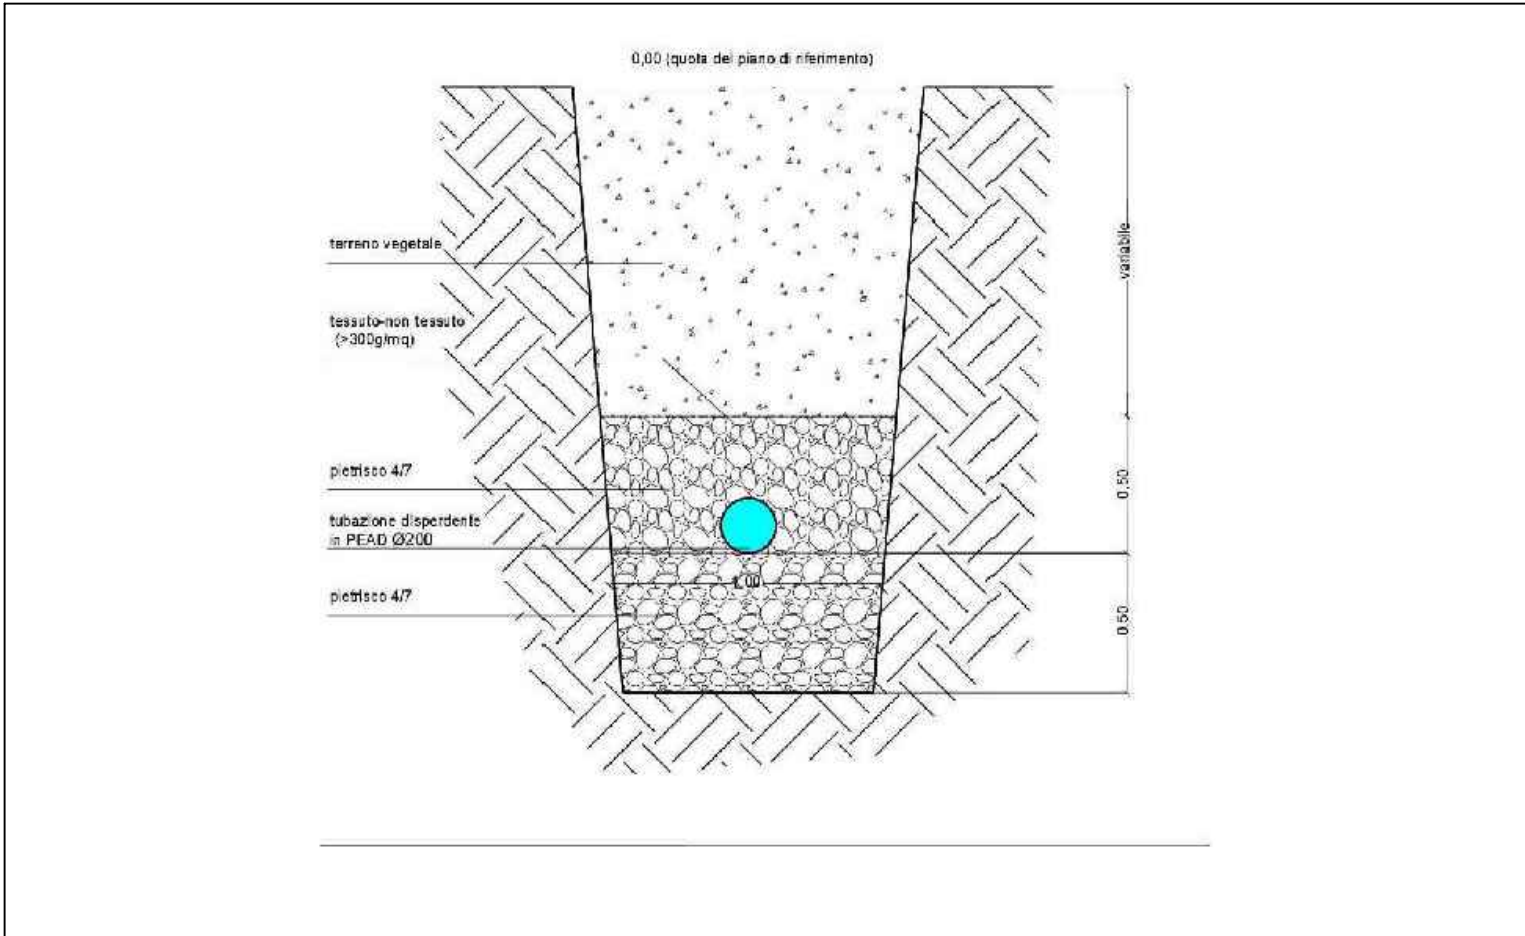 0,00 (quota del piano di riferimento)
terreno vegetale
variabile
tessuto-non tessuto
(>300g/mq)
pietrisco 4/7
0.50
tubazione disperdente
in PEAD Ø200
1,00
pietrisco 4/7
0.50